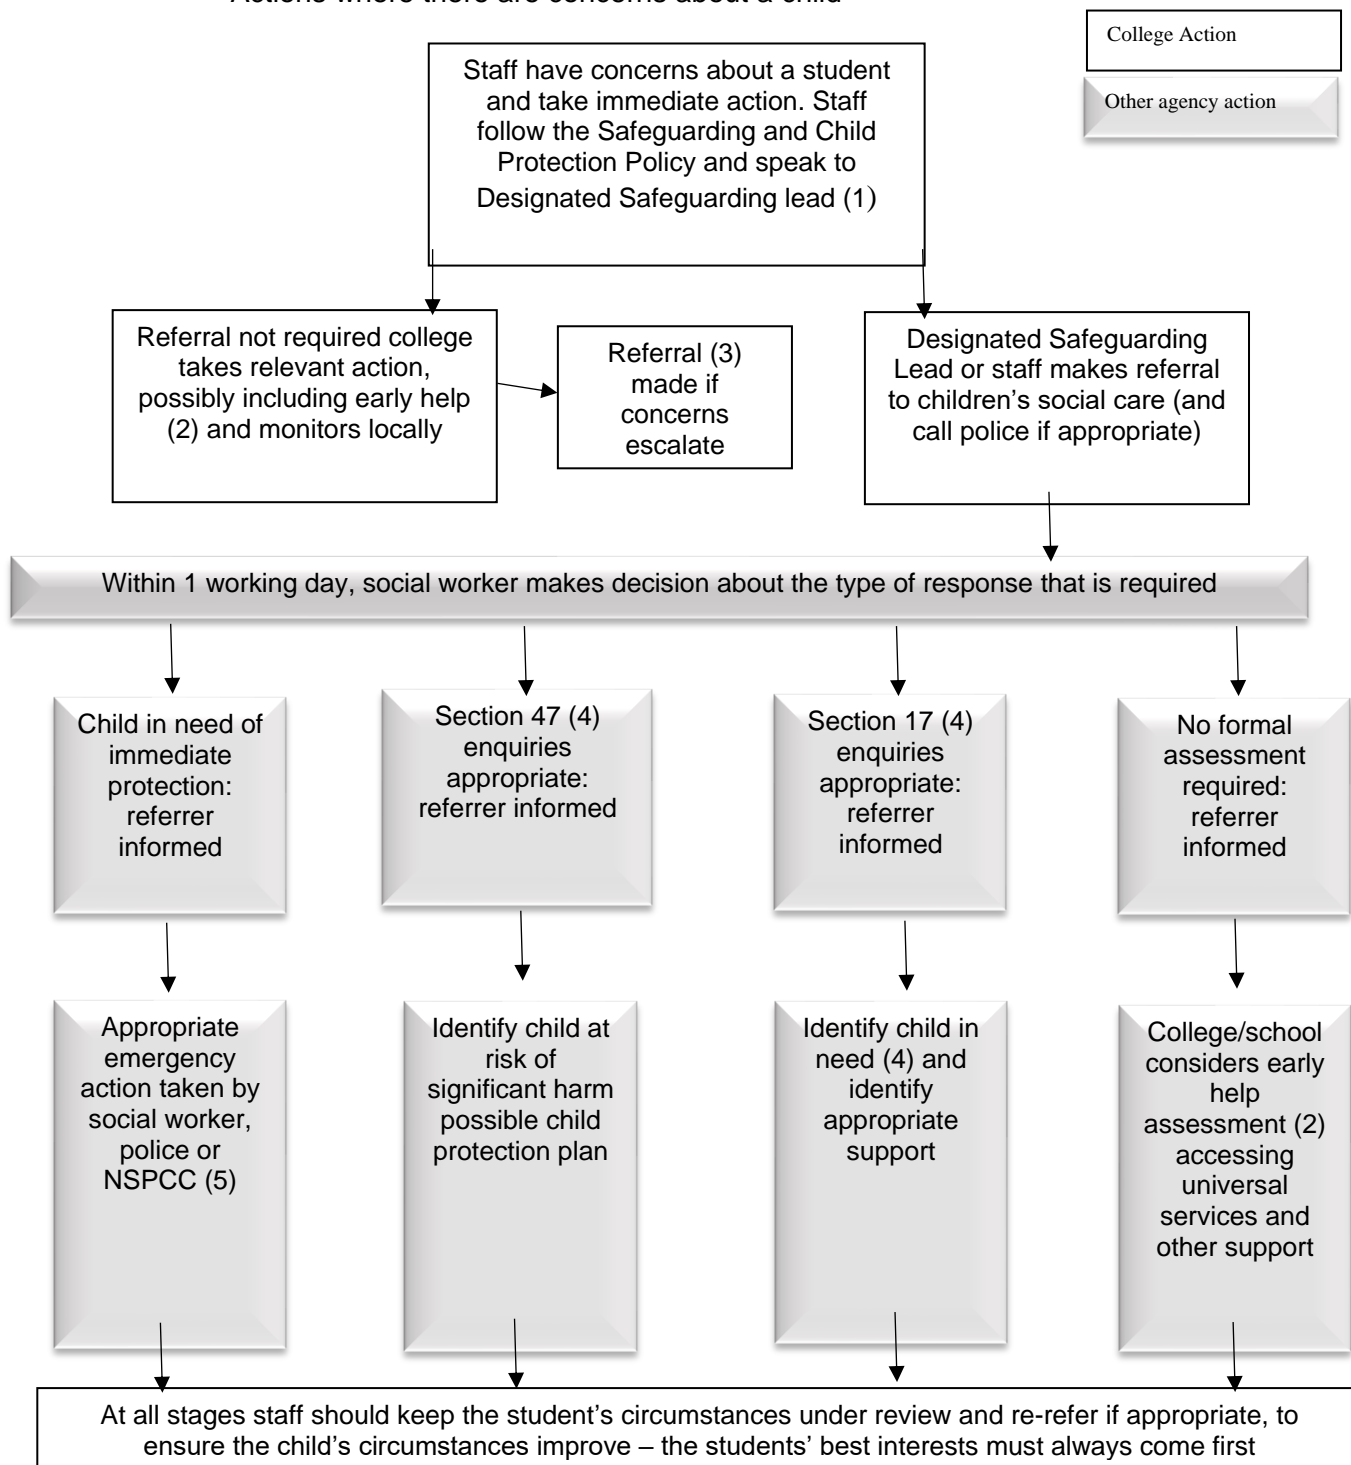 Actions where there are concerns about a child
College Action
Other agency action
Staff have concerns about a student
and take immediate action. Staff
follow the Safeguarding and Child
Protection Policy and speak to
Designated Safeguarding lead (1)
Referral not required college
takes relevant action,
possibly including early help
(2) and monitors locally
Referral (3)
made if
concerns
escalate
Designated Safeguarding
Lead or staff makes referral
to children’s social care (and
call police if appropriate)
Within 1 working day, social worker makes decision about the type of response that is required
Child in need of
immediate
protection:
referrer
informed
Section 47 (4)
enquiries
appropriate:
referrer informed
Section 17 (4)
enquiries
appropriate:
referrer
informed
No formal
assessment
required:
referrer
informed
Appropriate
emergency
action taken by
social worker,
police or
NSPCC (5)
Identify child at
risk of
significant harm
possible child
protection plan
Identify child in
need (4) and
identify
appropriate
support
College/school
considers early
help
assessment (2)
accessing
universal
services and
other support
At all stages staff should keep the student’s circumstances under review and re-refer if appropriate, to
ensure the child’s circumstances improve – the students’ best interests must always come first